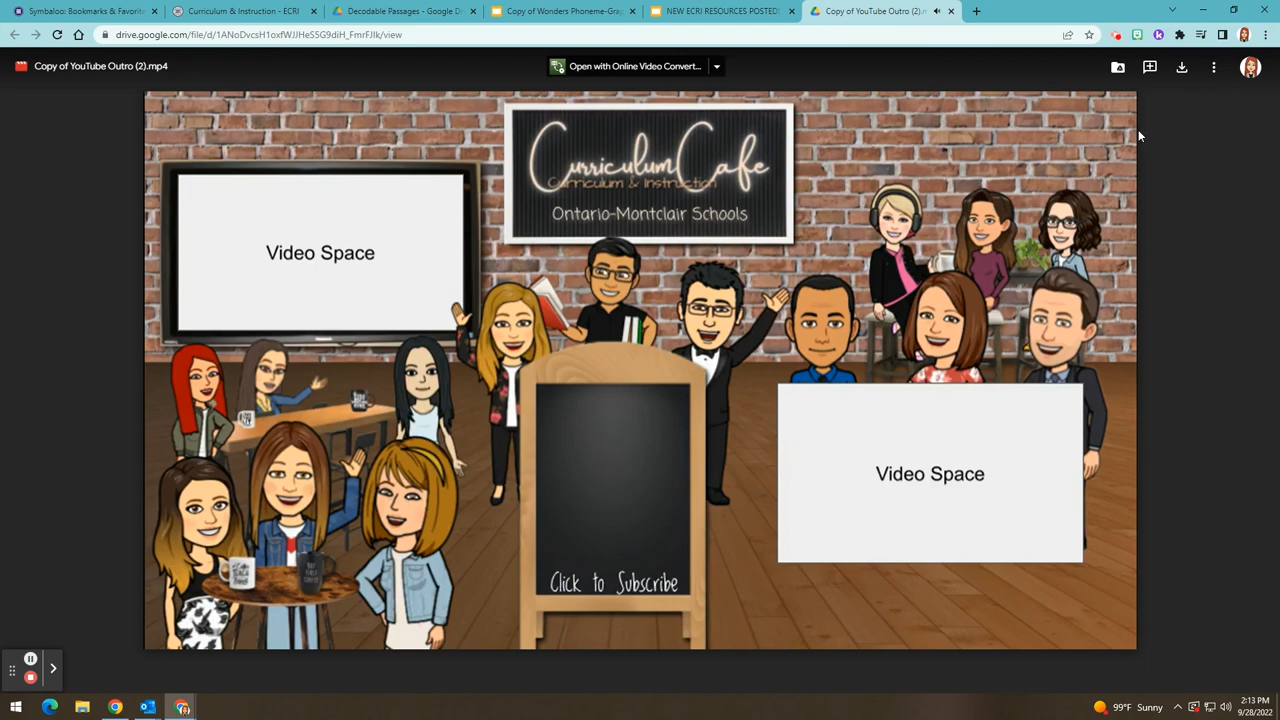 Symbaloo: Bookmarks & Favorite
Curriculum & Instruction - ECRI
Decodable Passages - Google D
Copy of Wonders Phoneme-Grap
NEW ECRI RESOURCES POSTED!
Copy of YouTube Outro (2).m
drive.google.com/file/d/1ANoDvcsH1oxfWJJHeS5G9diH_FmrFJIk/view
Copy of YouTube Outro (2).mp4
Open with Online Video Convert...
Curriculum Cafe
Curriculum & Instruction
Ontario-Montclair Schools
Video Space
Video Space
Click to Subscribe
99°F Sunny
2:13 PM
9/28/2022